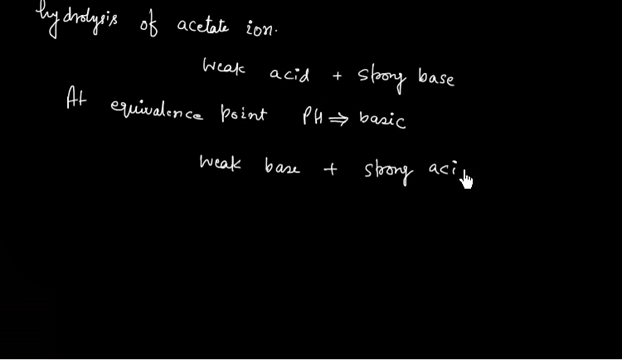 hydrolysis of acetate ion.
Weak acid + strong base
At equivalence point PH ⇒ basic
weak base + strong aci